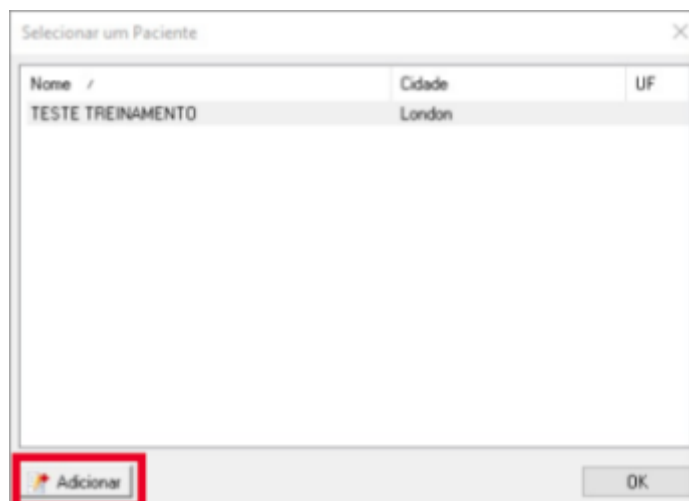 Selecionar um Paciente
Nome Cidade UF
TESTE TREINAMENTO London
Adicionar OK